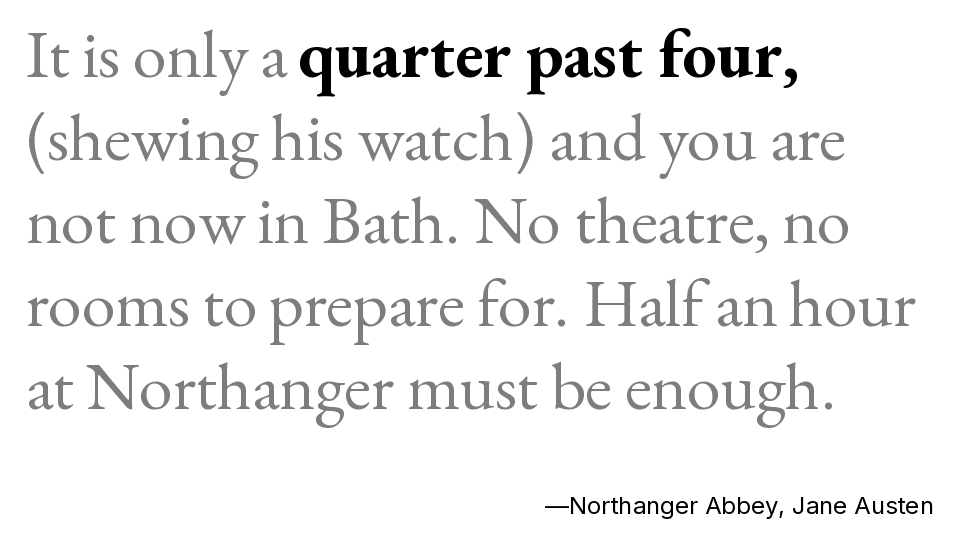 It is only a quarter past four,
(shewing his watch) and you are
not now in Bath. No theatre, no
rooms to prepare for. Half an hour
at Northanger must be enough.
—Northanger Abbey, Jane Austen